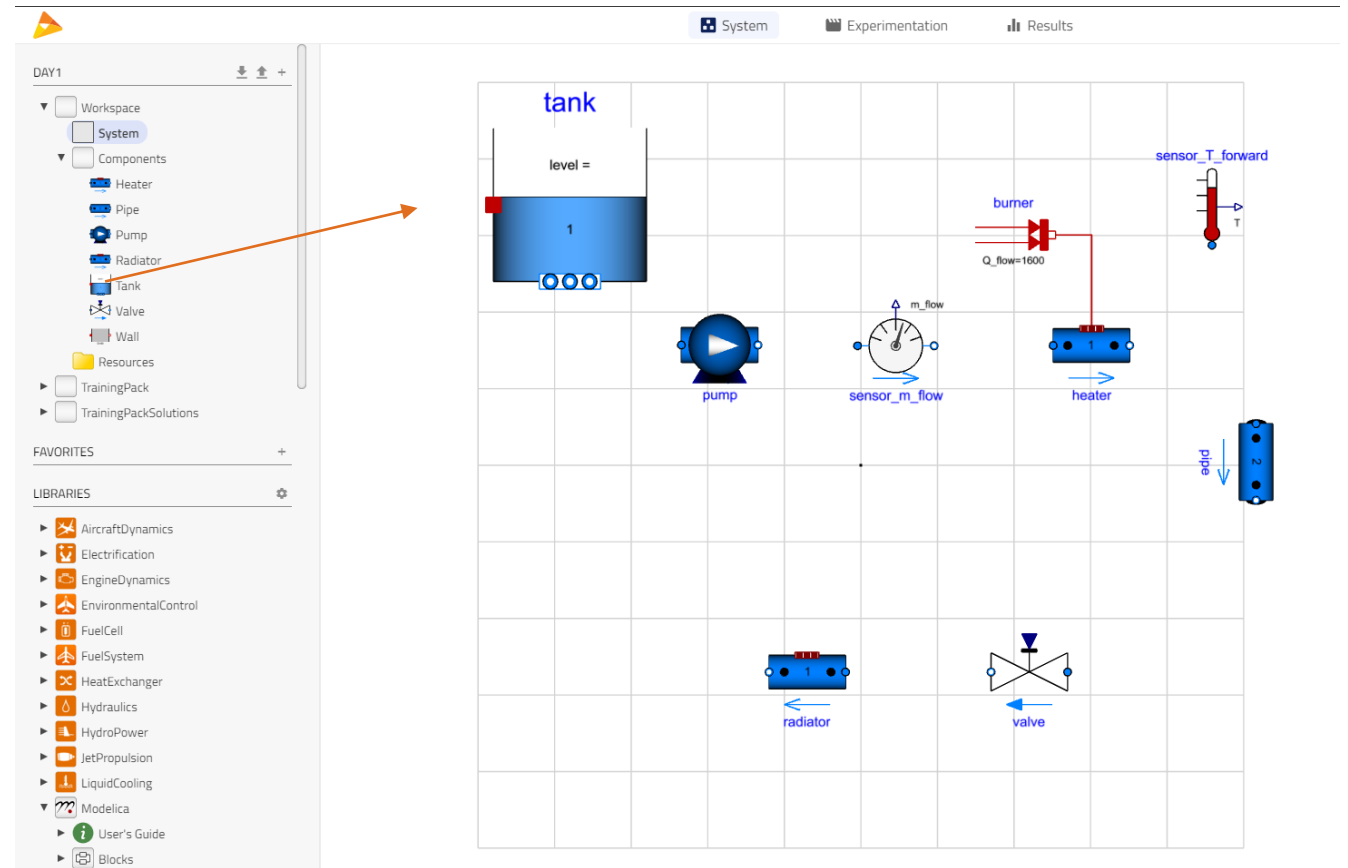 System
Experimentation
Results
DAY1
Workspace
System
Components
Heater
Pipe
Pump
Radiator
Tank
Valve
Wall
Resources
TrainingPack
TrainingPackSolutions
FAVORITES
LIBRARIES
AircraftDynamics
Electrification
EngineDynamics
EnvironmentalControl
FuelCell
FuelSystem
HeatExchanger
Hydraulics
HydroPower
JetPropulsion
LiquidCooling
Modelica
User's Guide
Blocks
tank
level =
1
sensor_T_forward
T
burner
Q_flow=1600
m_flow
1
pump
sensor_m_flow
heater
pipe
2
1
radiator
valve